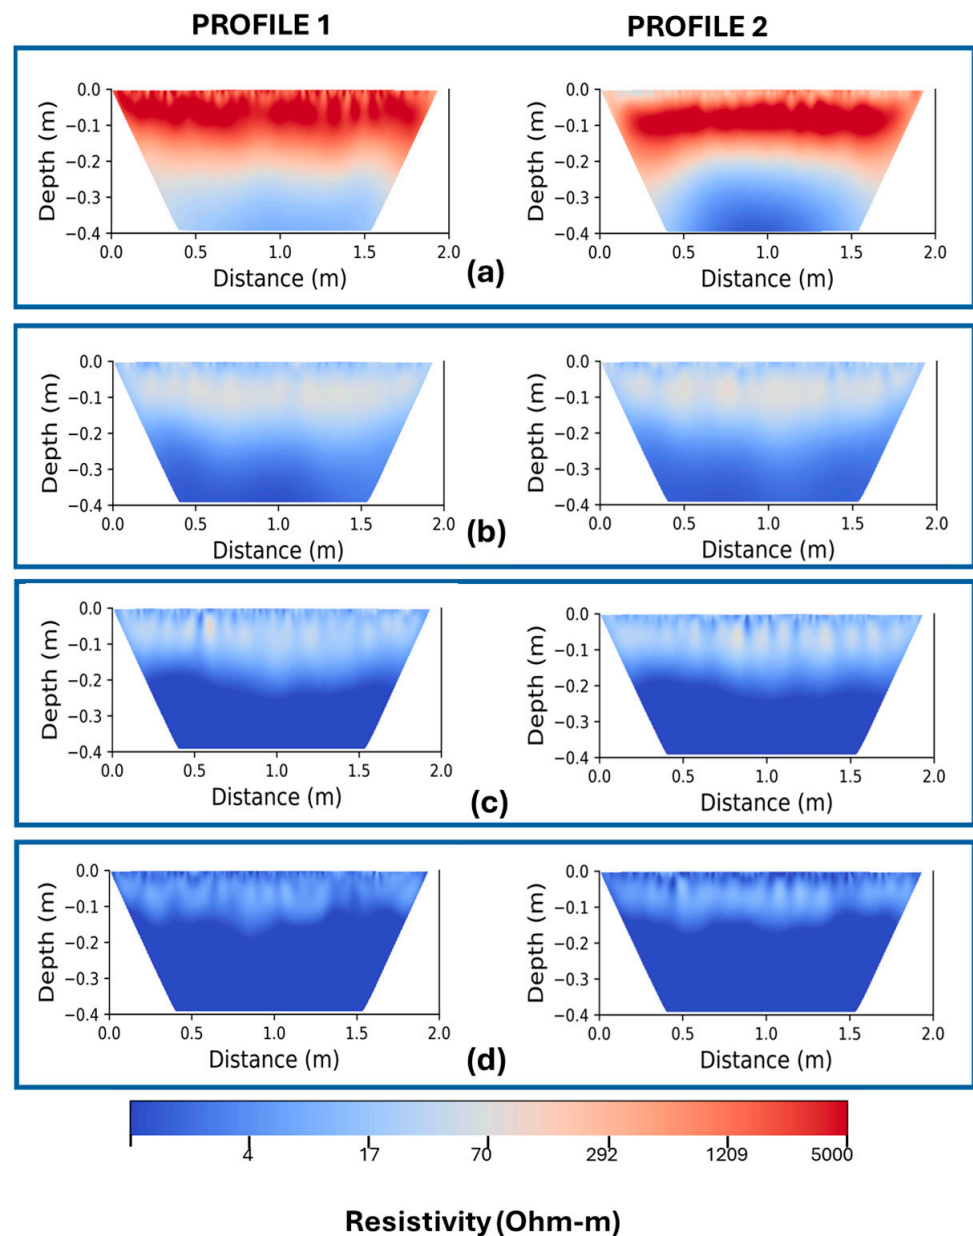 PROFILE 1 PROFILE 2
0.0 0.0
−0.1 −0.1
−0.2 −0.2
−0.3 −0.3
−0.4 −0.4
Depth (m) Depth (m)
0.0 0.5 1.0 1.5 2.0 0.0 0.5 1.0 1.5 2.0
Distance (m) (a) Distance (m)
0.0 0.0
−0.1 −0.1
−0.2 −0.2
−0.3 −0.3
−0.4 −0.4
Depth (m) Depth (m)
0.0 0.5 1.0 1.5 2.0 0.0 0.5 1.0 1.5 2.0
Distance (m) (b) Distance (m)
0.0 0.0
−0.1 −0.1
−0.2 −0.2
−0.3 −0.3
−0.4 −0.4
Depth (m) Depth (m)
0.0 0.5 1.0 1.5 2.0 0.0 0.5 1.0 1.5 2.0
Distance (m) (c) Distance (m)
0.0 0.0
−0.1 −0.1
−0.2 −0.2
−0.3 −0.3
−0.4 −0.4
Depth (m) Depth (m)
0.0 0.5 1.0 1.5 2.0 0.0 0.5 1.0 1.5 2.0
Distance (m) (d) Distance (m)
4 17 70 292 1209 5000
Resistivity (Ohm-m)